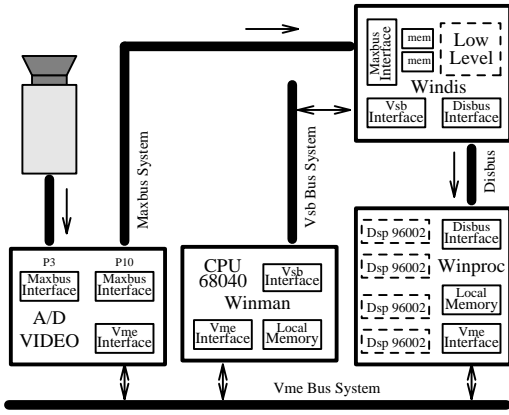 Maxbus
Interface
mem
mem
Low
Level
Windis
Vsb
Interface
Disbus
Interface
Maxbus System
Vsb Bus System
Disbus
P3
P10
Maxbus
Interface
Maxbus
Interface
A/D
VIDEO
Vme
Interface
CPU
68040
Vsb
Interface
Winman
Vme
Interface
Local
Memory
Dsp 96002
Dsp 96002
Dsp 96002
Dsp 96002
Disbus
Interface
Winproc
Local
Memory
Vme
Interface
Vme Bus System